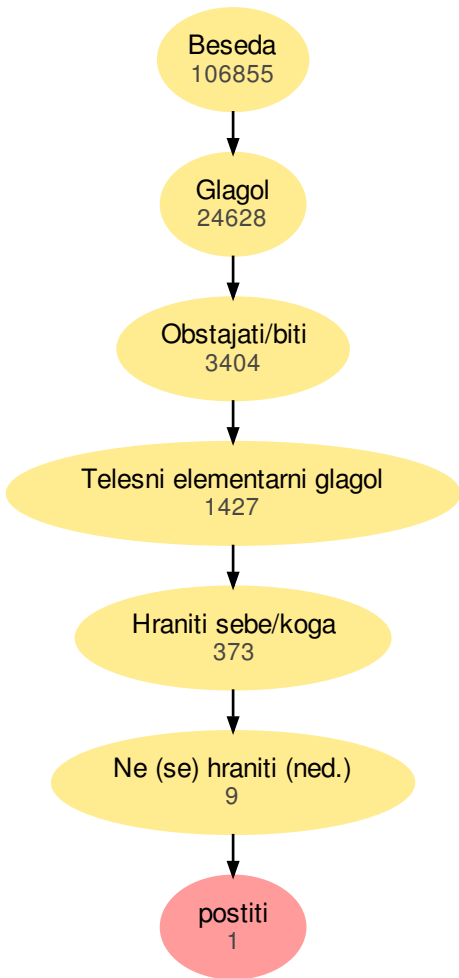 Beseda
106855
Glagol
24628
Obstajati/biti
3404
Telesni elementarni glagol
1427
Hraniti sebe/koga
373
Ne (se) hraniti (ned.)
9
postiti
1